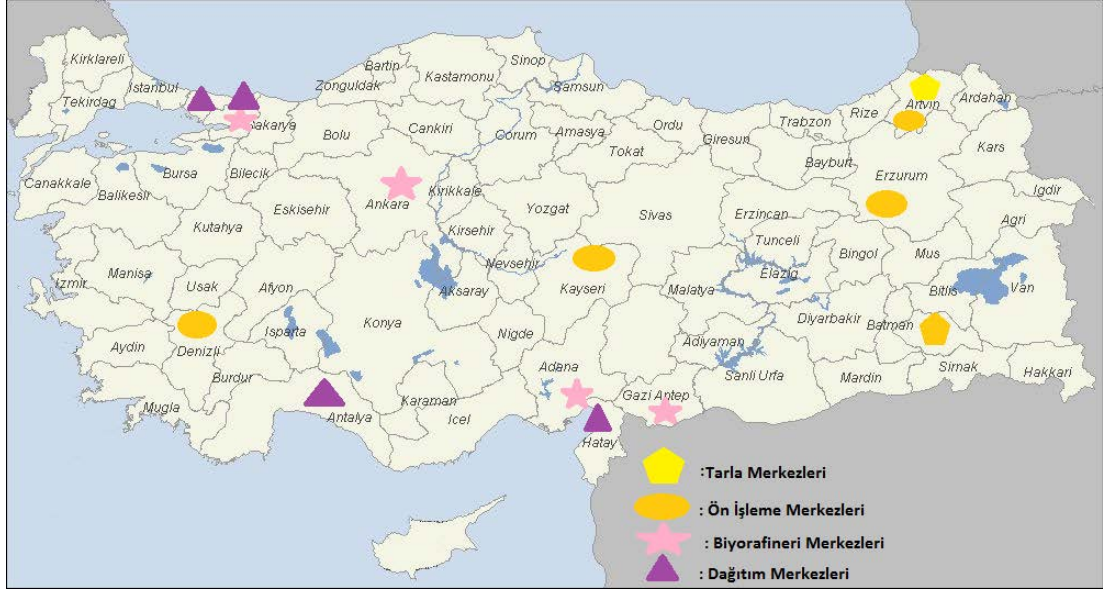 Kirklareli
Tekirdag
Istanbul
akarya
Zonguldak
Bartin
Kastamonu
Sinop
Samsun
Bolu
Cankiri
Corum
Amasya
Tokat
Ordu
Giresun
Trabzon
Rize
Artvin
Ardahan
Kars
Bayburt
Erzurum
Igdir
Agri
Canakkale
Balikesir
Bursa
Bilecik
Eskisehir
Ankara
Kirikkale
Yozgat
Sivas
Erzincan
Tunceli
Bingol
Mus
Kutahya
Kirsehir
Nevsehir
Kayseri
Malatya
Elazig
Bitlis
Van
Manisa
Izmir
Usak
Afyon
Aksaray
Konya
Nigde
Diyarbakir
Batman
Aydin
Denizli
Isparta
Burdur
Adana
Adiyaman
Sanli Urfa
Mardin
Sirnak
Hakkari
Mugla
Antalya
Karaman
Icel
Gazi Antep
Hatay
:Tarla Merkezleri
: Ön İşleme Merkezleri
: Biyorafineri Merkezleri
: Dağıtım Merkezleri